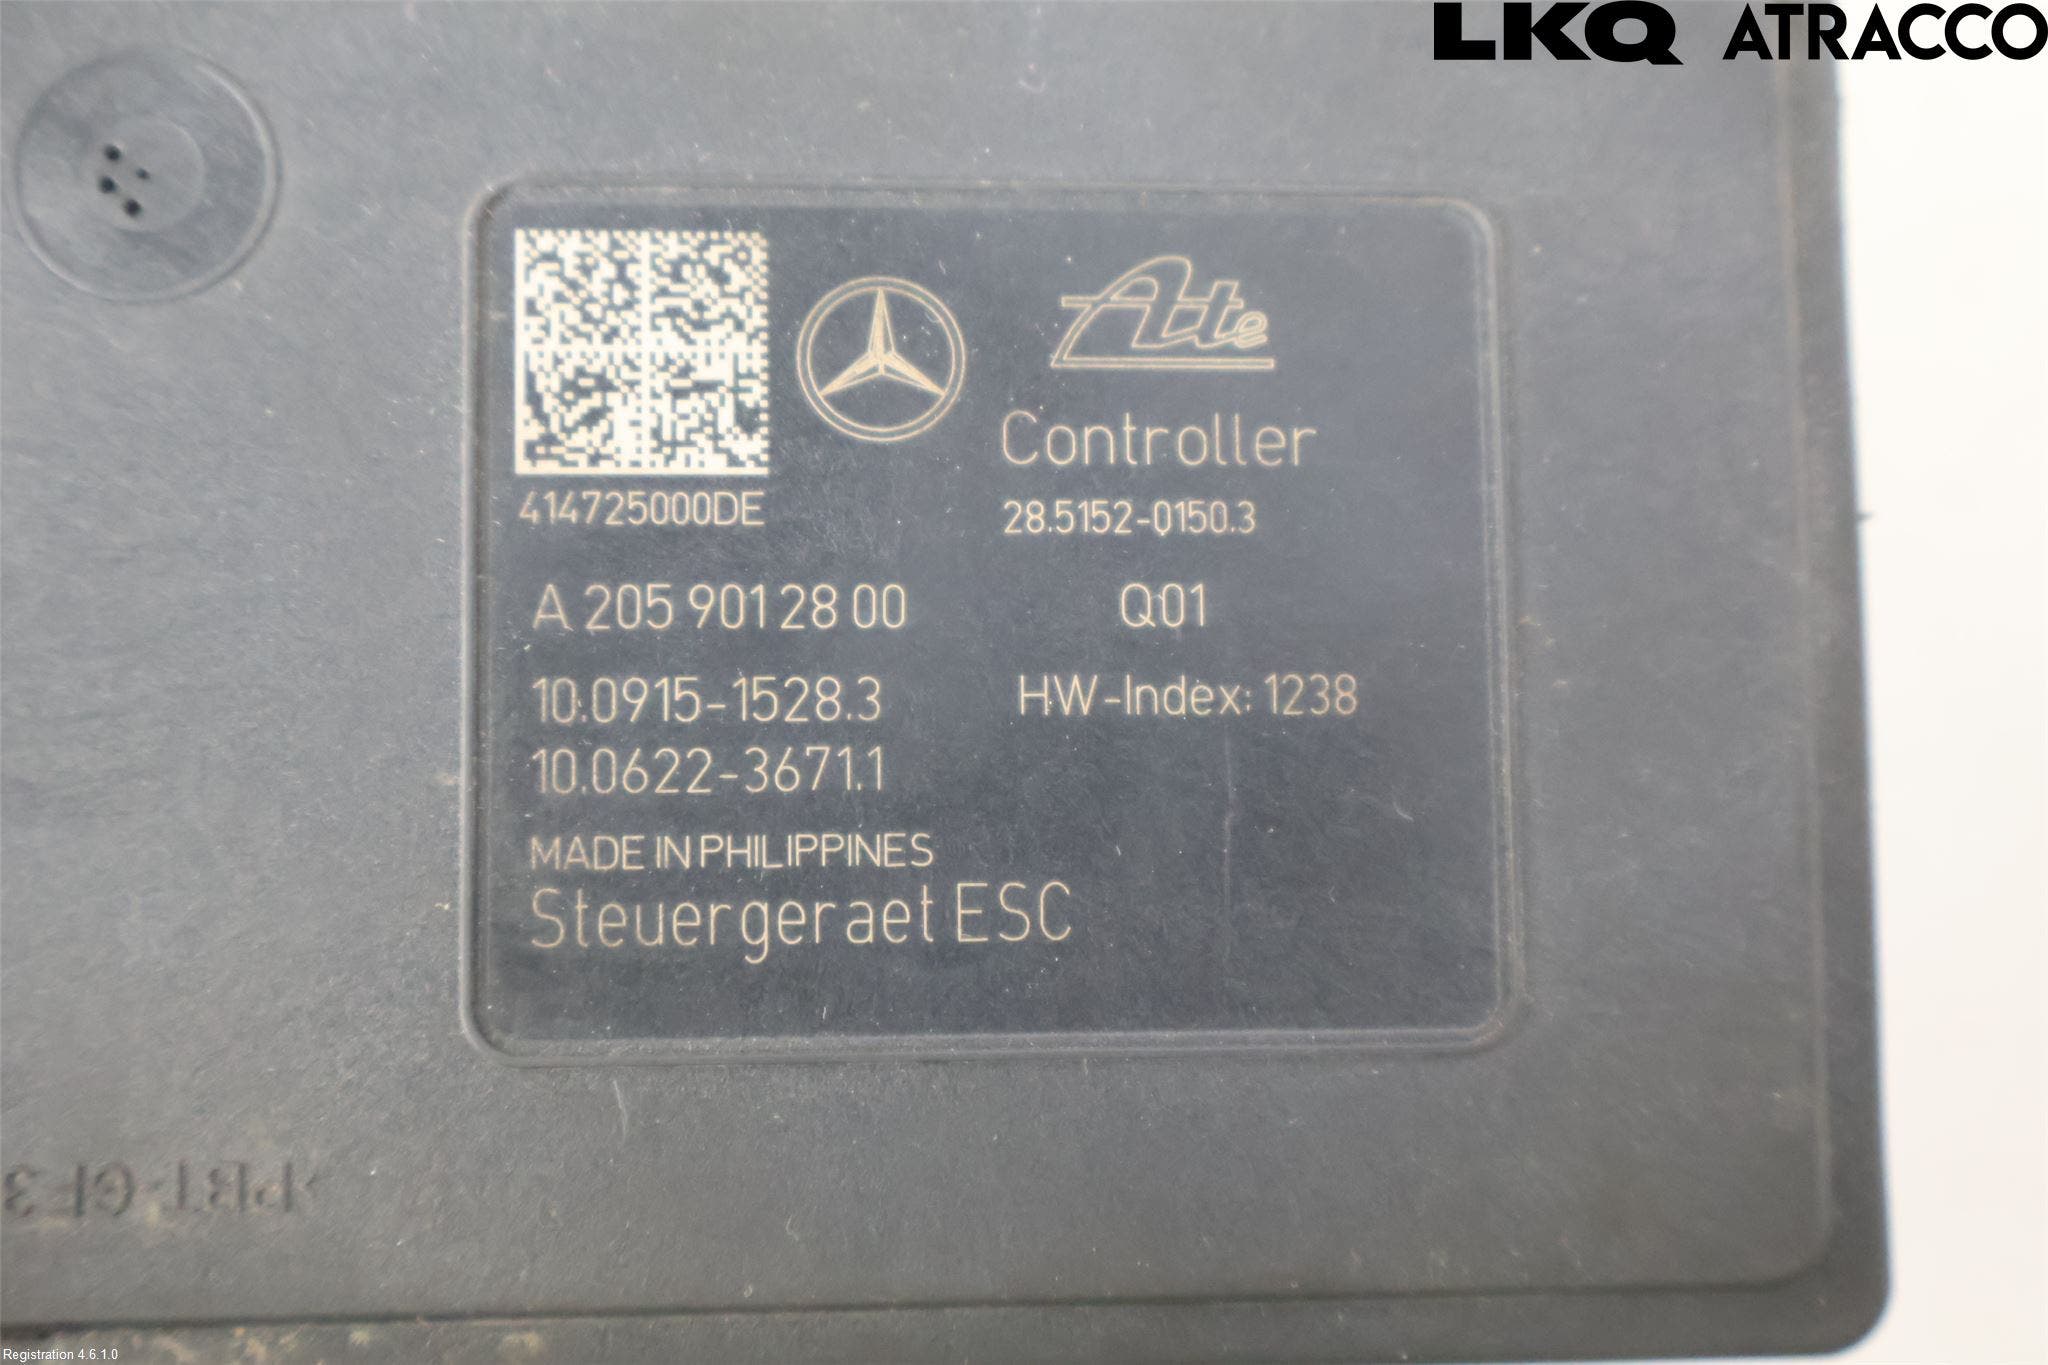 LKQ ATRACCO
Ate
Controller
414725000DE
28.5152-0150.3
A 205 901 28 00
Q01
10.0915-1528.3
HW-Index: 1238
10.0622-3671.1
MADE IN PHILIPPINES
Steuergeraet ESC
Registration 4.6.1.0